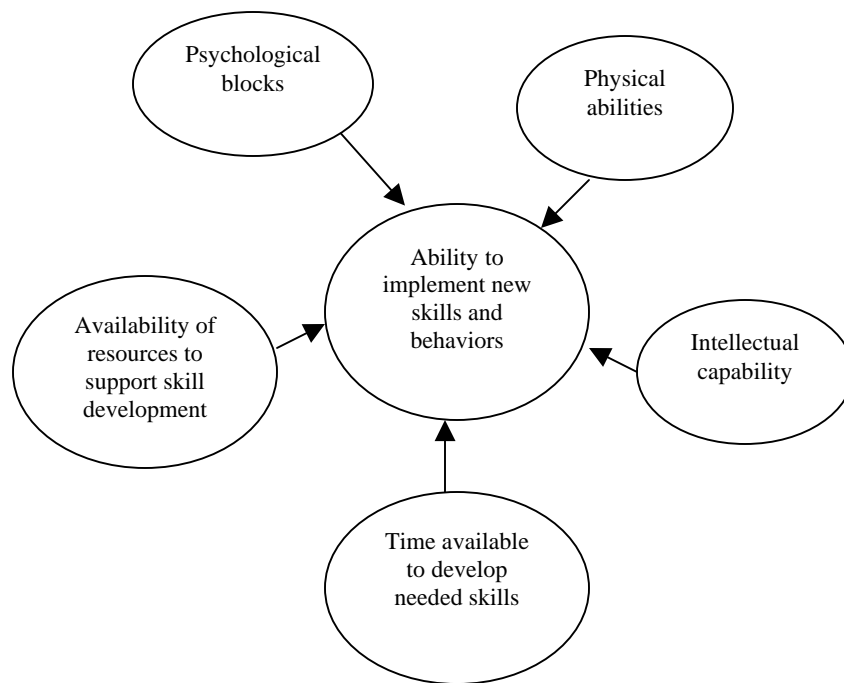 Psychological
blocks
Physical
abilities
Ability to
implement new
skills and
behaviors
Availability of
resources to
support skill
development
Intellectual
capability
Time available
to develop
needed skills